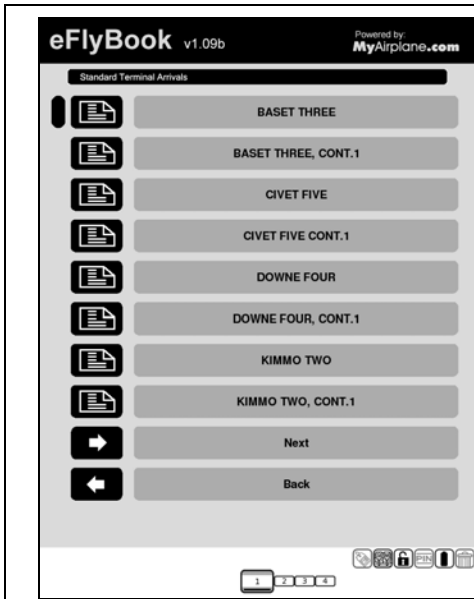 eFlyBook v1.09b
Powered by:
MyAirplane.com
Standard Terminal Arrivals
BASET THREE
BASET THREE, CONT.1
CIVET FIVE
CIVET FIVE CONT.1
DOWNE FOUR
DOWNE FOUR, CONT.1
KIMMO TWO
KIMMO TWO, CONT.1
Next
Back
PIN
1 2 3 4